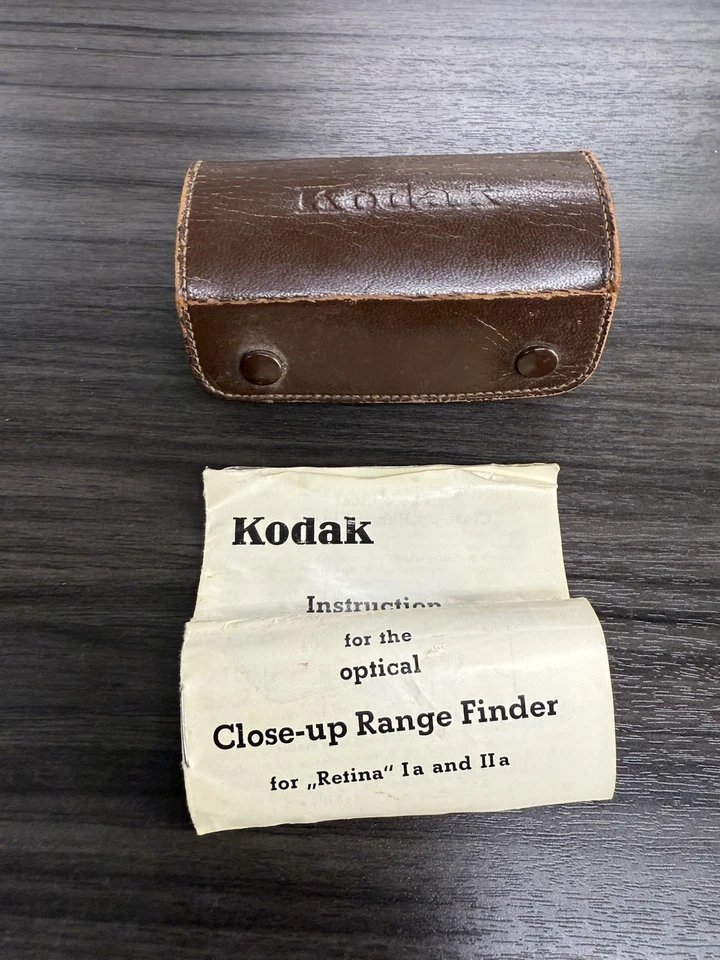 Kodak
Kodak
Instruction
for the
optical
Close-up Range Finder
for „Retina“ Ia and IIa